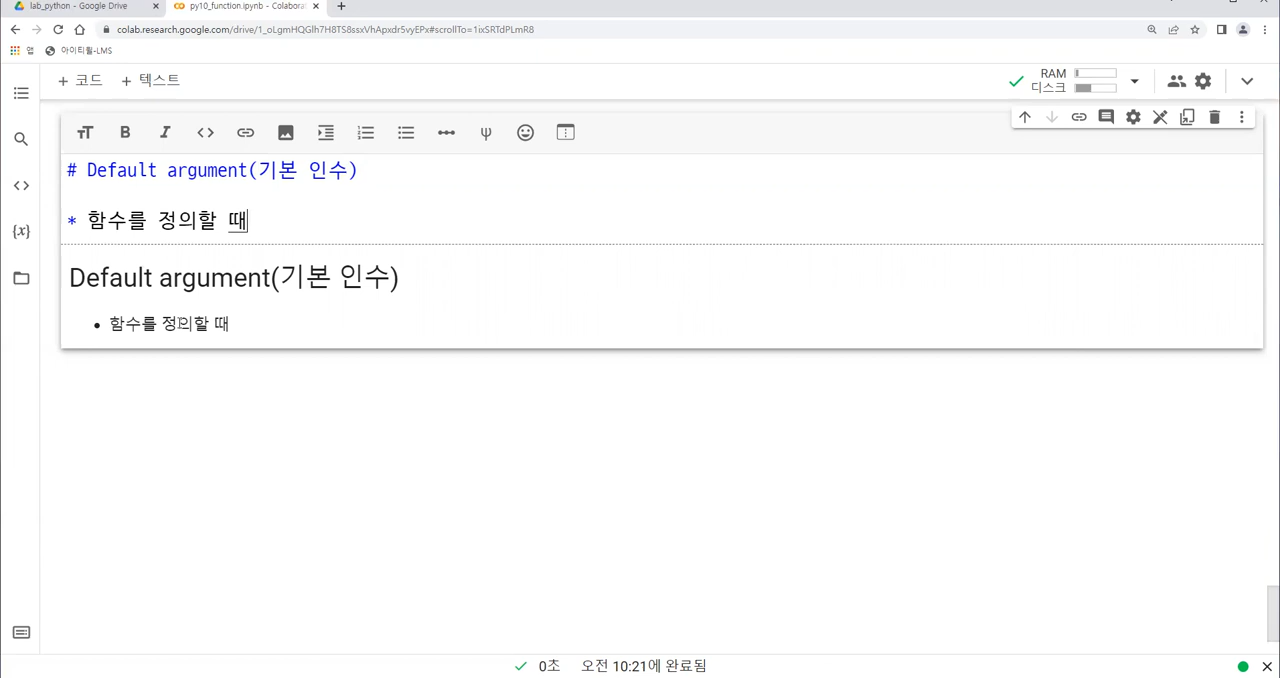 lab_python - Google Drive
py10_function.ipynb - Colabora
colab.research.google.com/drive/1_oLgmHQGlh7H8TS8ssxVhApxdr5vyEPx#scrollTo=1ixSRTdPLmR8
앱
아이티윌-LMS
+ 코드
+ 텍스트
RAM
디스크
# Default argument(기본 인수)
* 함수를 정의할 때
Default argument(기본 인수)
• 함수를 정의할 때
0초
오전 10:21에 완료됨